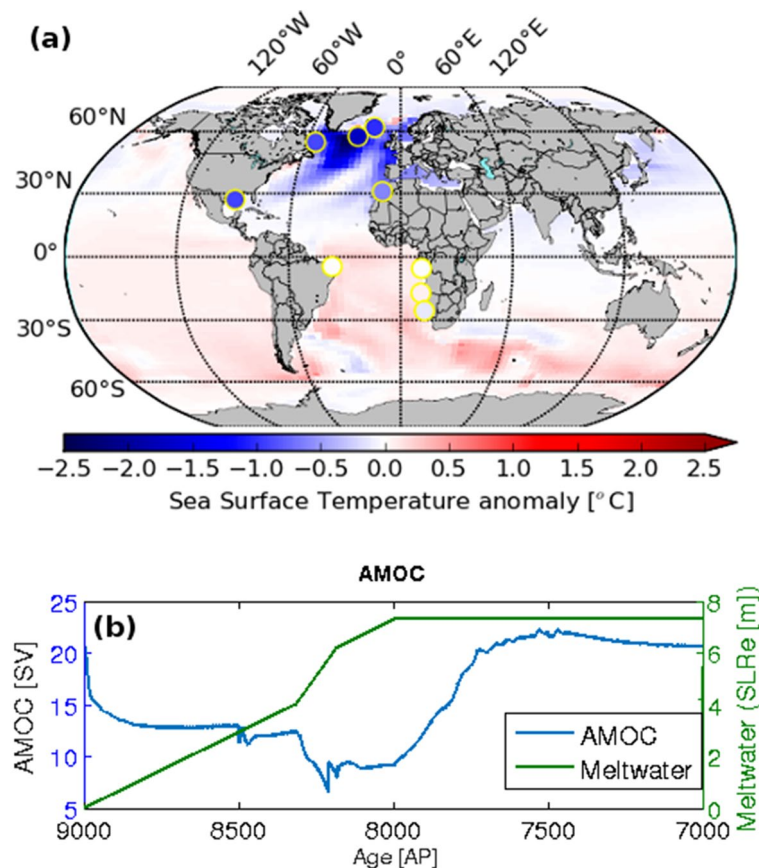 (a)
120°W 60°W 0° 60°E 120°E
60°N
30°N
0°
30°S
60°S
−2.5 −2.0 −1.5 −1.0 −0.5 0.0 0.5 1.0 1.5 2.0 2.5
Sea Surface Temperature anomaly [°C]
AMOC
(b)
25 8
20 6
15 4
10 2
5 0
AMOC [SV]
Meltwater (SLRe [m])
AMOC
Meltwater
9000 8500 8000 7500 7000
Age [AP]